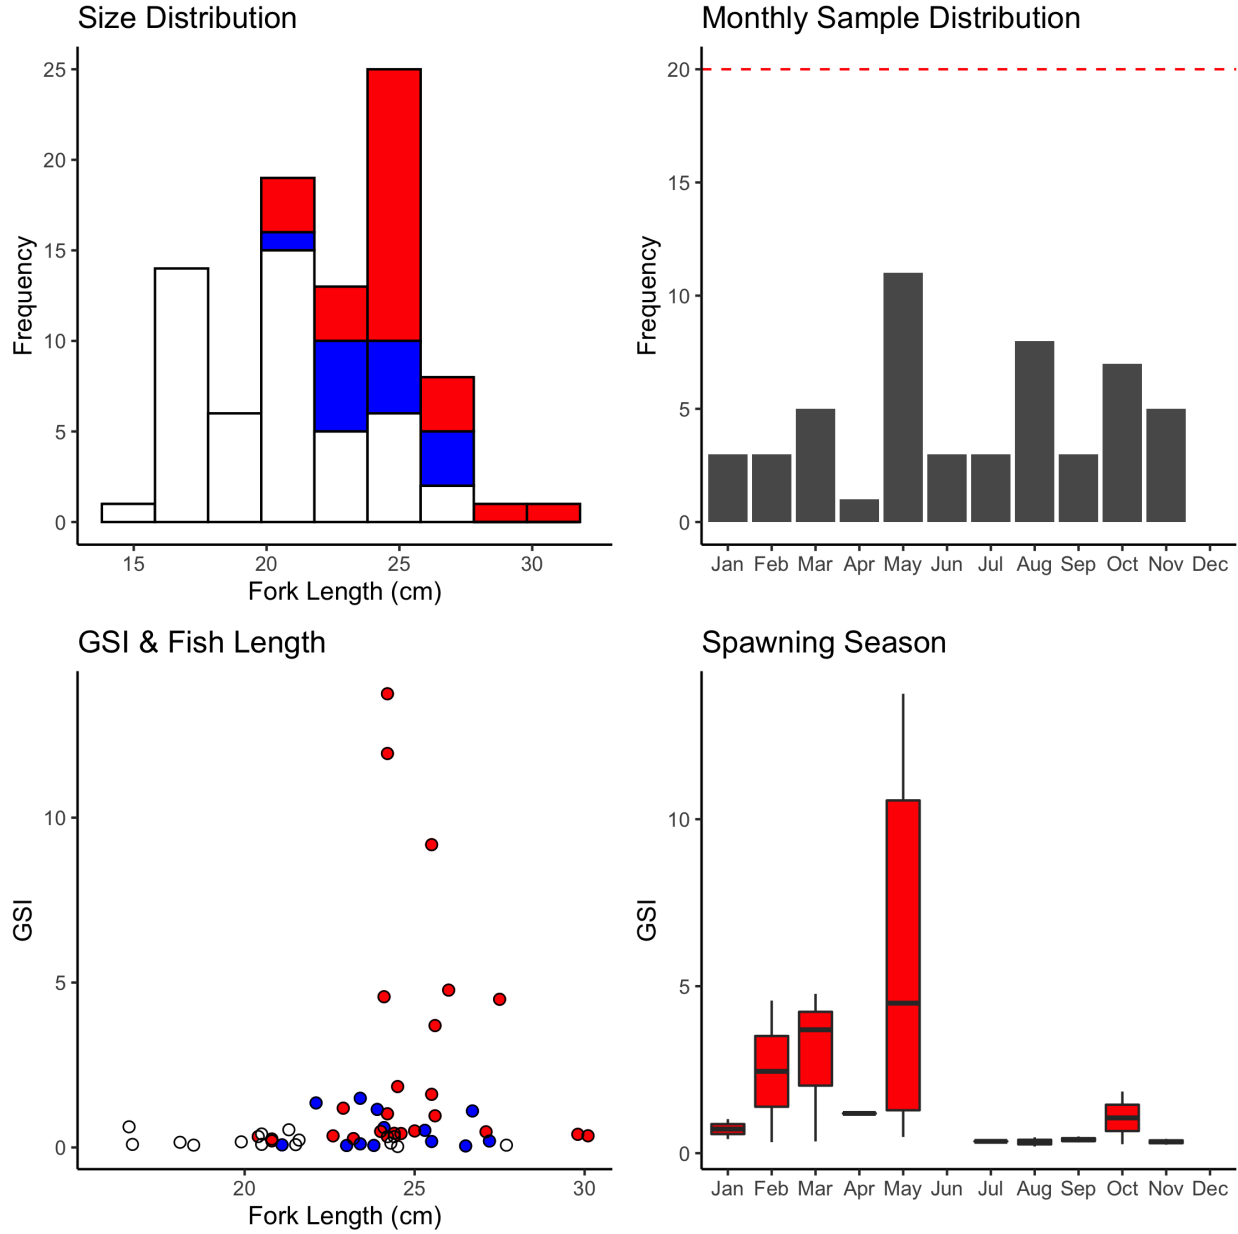 Size Distribution
Frequency
25
20
15
10
5
0
15 20 25 30
Fork Length (cm)
Monthly Sample Distribution
Frequency
20
15
10
5
0
Jan Feb Mar Apr May Jun Jul Aug Sep Oct Nov Dec
GSI & Fish Length
GSI
10
5
0
20 25 30
Fork Length (cm)
Spawning Season
GSI
10
5
0
Jan Feb Mar Apr May Jun Jul Aug Sep Oct Nov Dec